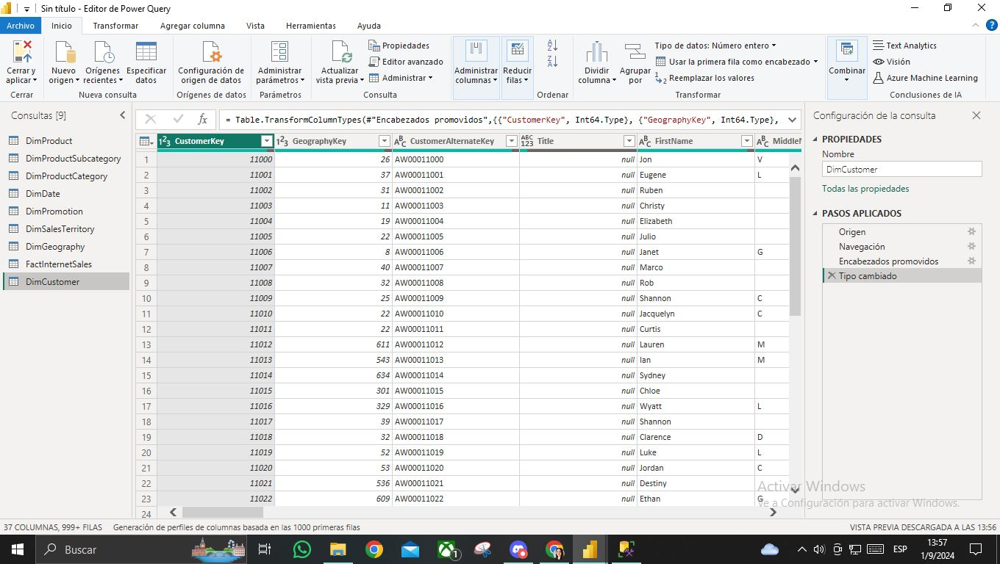 Sin título - Editor de Power Query
Archivo Inicio Transformar Agregar columna Vista Herramientas Ayuda
Cerrar y aplicar
Nuevo origen
Orígenes recientes
Especificar datos
Configuración de origen de datos
Administrar parámetros
Actualizar vista previa
Propiedades
Editor avanzado
Administrar
Administrar columnas
Reducir filas
Dividir columna
Agrupar por
Tipo de datos: Número entero
Usar la primera fila como encabezado
Reemplazar los valores
Combinar
Text Analytics
Visión
Azure Machine Learning
Cerrar Nueva consulta Orígenes de datos Parámetros Consulta Ordenar Transformar Conclusiones de IA
Consultas [9]
DimProduct
DimProductSubcategory
DimProductCategory
DimDate
DimPromotion
DimSalesTerritory
DimGeography
FactInternetSales
DimCustomer
fx = Table.TransformColumnTypes(#"Encabezados promovidos",{{"CustomerKey", Int64.Type}, {"GeographyKey", Int64.Type},
CustomerKey GeographyKey CustomerAlternateKey Title FirstName
1 11000 26 AW00011000 null Jon V
2 11001 37 AW00011001 null Eugene L
3 11002 31 AW00011002 null Ruben
4 11003 11 AW00011003 null Christy
5 11004 19 AW00011004 null Elizabeth
6 11005 22 AW00011005 null Julio
7 11006 8 AW00011006 null Janet G
8 11007 40 AW00011007 null Marco
9 11008 32 AW00011008 null Rob
10 11009 25 AW00011009 null Shannon C
11 11010 22 AW00011010 null Jacquelyn C
12 11011 22 AW00011011 null Curtis
13 11012 611 AW00011012 null Lauren M
14 11013 543 AW00011013 null Ian M
15 11014 634 AW00011014 null Sydney
16 11015 301 AW00011015 null Chloe
17 11016 329 AW00011016 null Wyatt L
18 11017 39 AW00011017 null Shannon
19 11018 32 AW00011018 null Clarence D
20 11019 52 AW00011019 null Luke L
21 11020 53 AW00011020 null Jordan C
22 11021 536 AW00011021 null Destiny
23 11022 609 AW00011022 null Ethan G
24
Configuración de la consulta
PROPIEDADES
Nombre
DimCustomer
Todas las propiedades
PASOS APLICADOS
Origen
Navegación
Encabezados promovidos
Tipo cambiado
Activar Windows
Ve a Configuración para activar Windows.
37 COLUMNAS, 999+ FILAS Generación de perfiles de columnas basada en las 1000 primeras filas VISTA PREVIA DESCARGADA A LAS 13:56
Buscar
1
ESP
13:57
1/9/2024